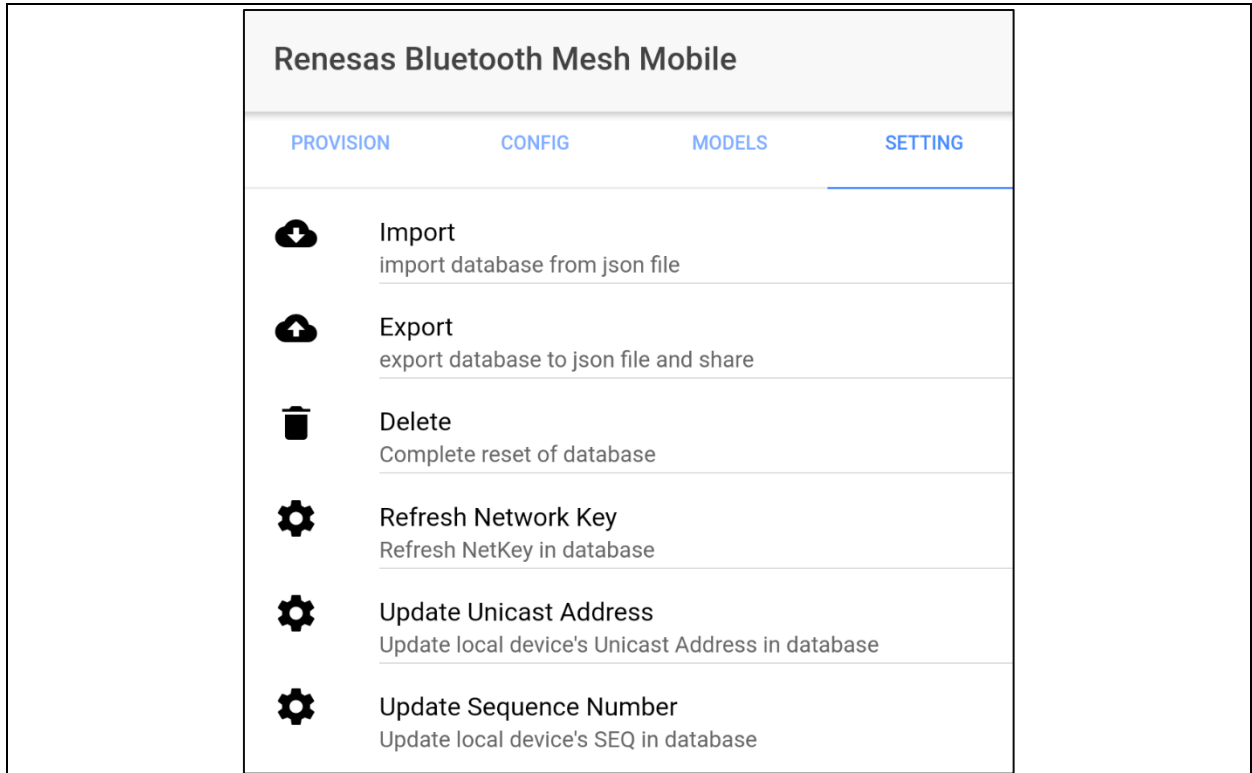 Renesas Bluetooth Mesh Mobile
PROVISION CONFIG MODELS SETTING
Import
import database from json file
Export
export database to json file and share
Delete
Complete reset of database
Refresh Network Key
Refresh NetKey in database
Update Unicast Address
Update local device's Unicast Address in database
Update Sequence Number
Update local device's SEQ in database